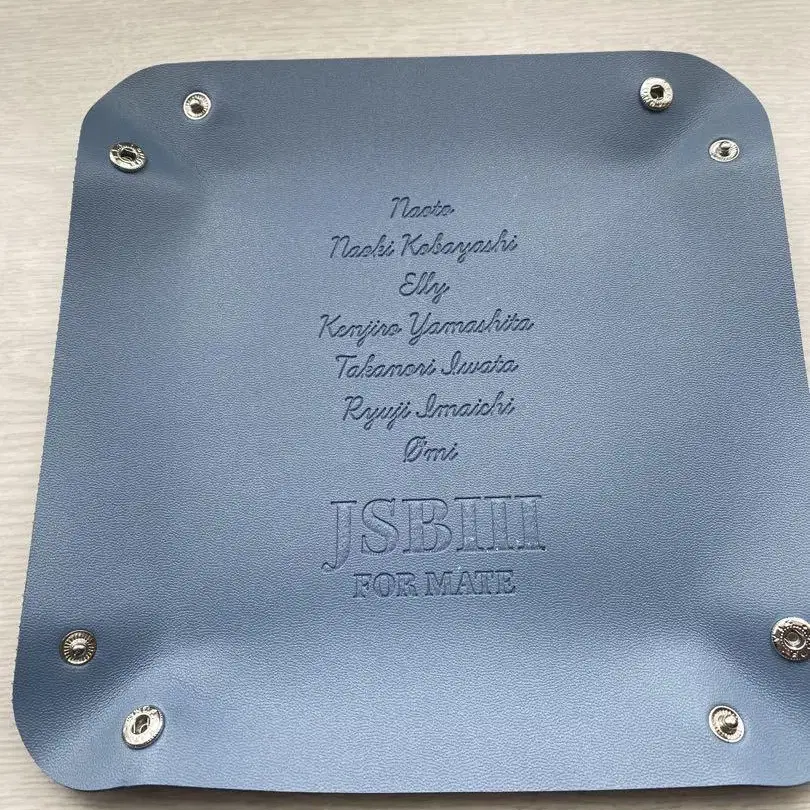 Naoto
Naoki Kobayashi
Elly
Kenjiro Yamashita
Takanori Iwata
Ryuji Imaichi
Ømi
JSBIII
FOR MATE